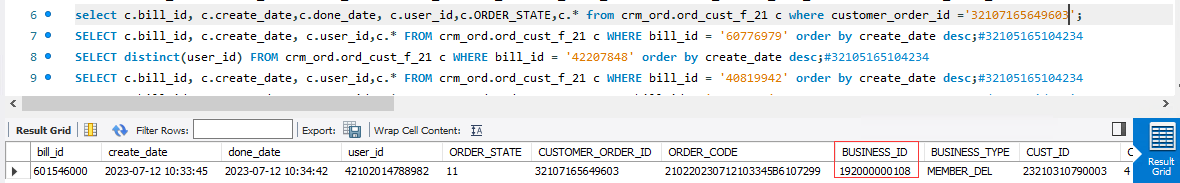 6 select c.bill_id, c.create_date,c.done_date, c.user_id,c.ORDER_STATE,c.* from crm_ord.ord_cust_f_21 c where customer_order_id ='32107165649603';
7 SELECT c.bill_id, c.create_date, c.user_id,c.* FROM crm_ord.ord_cust_f_21 c WHERE bill_id = '60776979' order by create_date desc;#32105165104234
8 SELECT distinct(user_id) FROM crm_ord.ord_cust_f_21 c WHERE bill_id = '42207848' order by create_date desc;#32105165104234
9 SELECT c.bill_id, c.create_date, c.user_id,c.* FROM crm_ord.ord_cust_f_21 c WHERE bill_id = '40819942' order by create_date desc;#32105165104234
Result Grid Filter Rows: Export: Wrap Cell Content:
bill_id create_date done_date user_id ORDER_STATE CUSTOMER_ORDER_ID ORDER_CODE BUSINESS_ID BUSINESS_TYPE CUST_ID C
601546000 2023-07-12 10:33:45 2023-07-12 10:34:42 42102014788982 11 32107165649603 210220230712103345B6107299 192000000108 MEMBER_DEL 23210310790003 4
Result
Grid